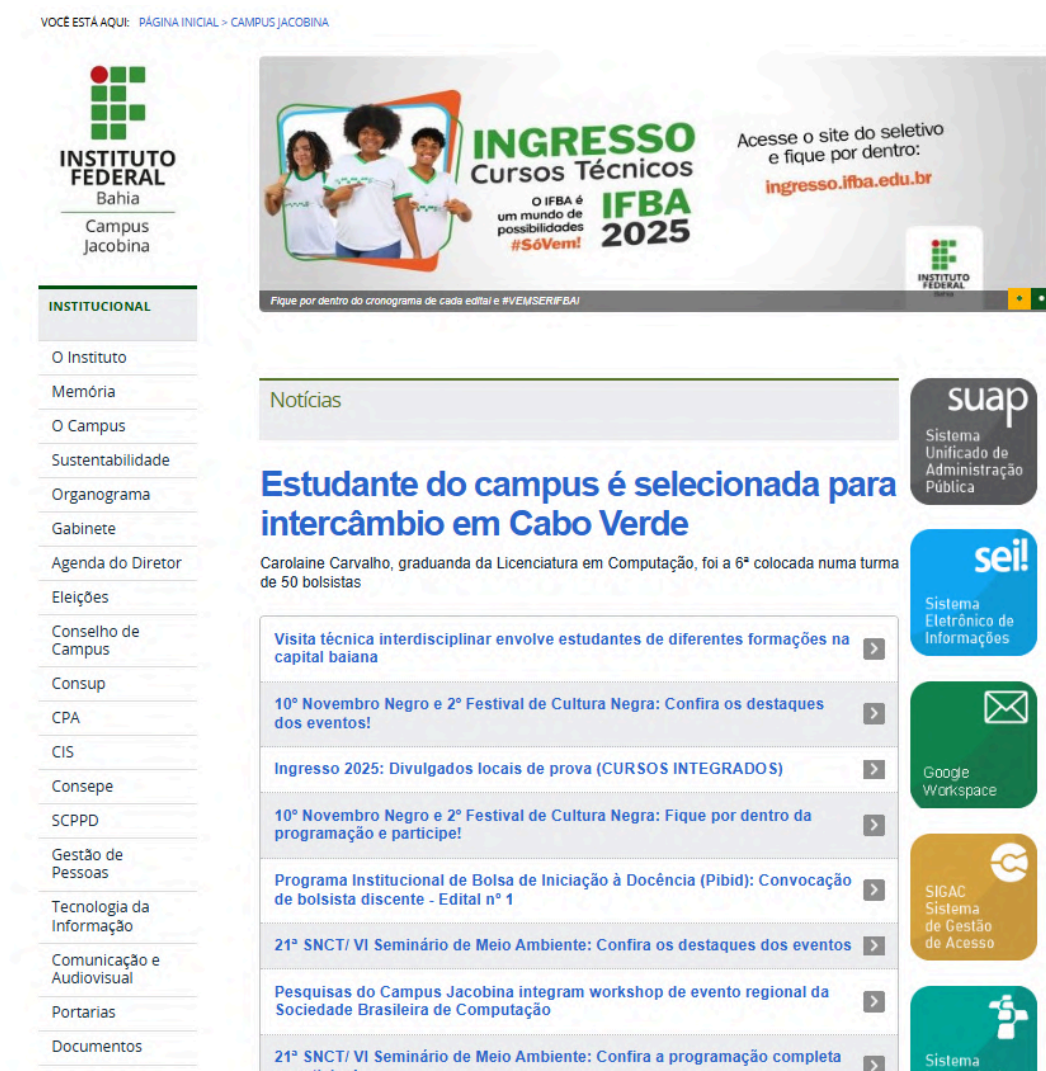 VOCÊ ESTÁ AQUI: PÁGINA INICIAL > CAMPUS JACOBINA
INSTITUTO
FEDERAL
Bahia
Campus
Jacobina
INGRESSO
Cursos Técnicos
O IFBA é
um mundo de
possibilidades
#SóVem!
IFBA
2025
Acesse o site do seletivo
e fique por dentro:
ingresso.ifba.edu.br
INSTITUTO
FEDERAL
Bahia
Fique por dentro do cronograma de cada edital e #VEMSERIFBA!
INSTITUCIONAL
O Instituto
Memória
O Campus
Sustentabilidade
Organograma
Gabinete
Agenda do Diretor
Eleições
Conselho de
Campus
Consup
CPA
CIS
Consepe
SCPPD
Gestão de
Pessoas
Tecnologia da
Informação
Comunicação e
Audiovisual
Portarias
Documentos
Notícias
Estudante do campus é selecionada para
intercâmbio em Cabo Verde
Carolaine Carvalho, graduanda da Licenciatura em Computação, foi a 6ª colocada numa turma
de 50 bolsistas
Visita técnica interdisciplinar envolve estudantes de diferentes formações na
capital baiana
10º Novembro Negro e 2º Festival de Cultura Negra: Confira os destaques
dos eventos!
Ingresso 2025: Divulgados locais de prova (CURSOS INTEGRADOS)
10º Novembro Negro e 2º Festival de Cultura Negra: Fique por dentro da
programação e participe!
Programa Institucional de Bolsa de Iniciação à Docência (Pibid): Convocação
de bolsista discente - Edital nº 1
21ª SNCT/ VI Seminário de Meio Ambiente: Confira os destaques dos eventos
Pesquisas do Campus Jacobina integram workshop de evento regional da
Sociedade Brasileira de Computação
21ª SNCT/ VI Seminário de Meio Ambiente: Confira a programação completa
suap
Sistema
Unificado de
Administração
Pública
sei!
Sistema
Eletrônico de
Informações
Google
Workspace
SIGAC
Sistema
de Gestão
de Acesso
Sistema